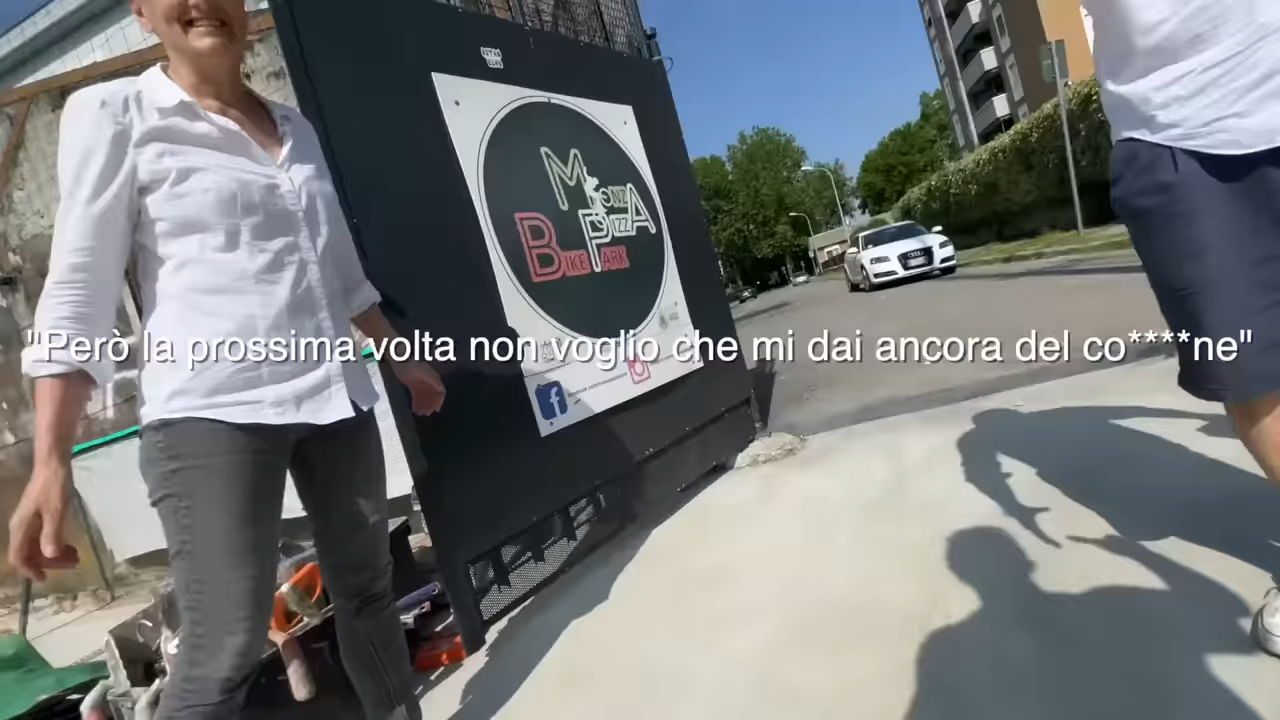 MONZA
PIZZA
BIKE PARK
"Però la prossima volta non voglio che mi dai ancora del co****ne"
f